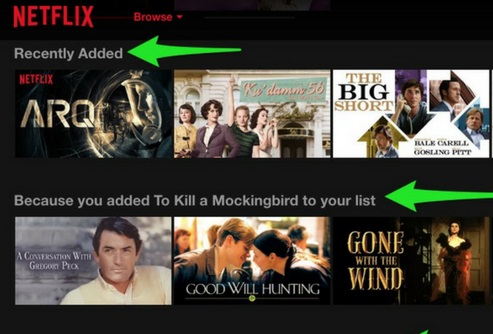 NETFLIX
Browse
Recently Added
NETFLIX
ARQ
Ku'damm 56
THE
BIG
SHORT
BALE CARELL
GOSLING PITT
Because you added To Kill a Mockingbird to your list
A CONVERSATION WITH
GREGORY PECK
GOOD WILL HUNTING
GONE
WITH THE
WIND